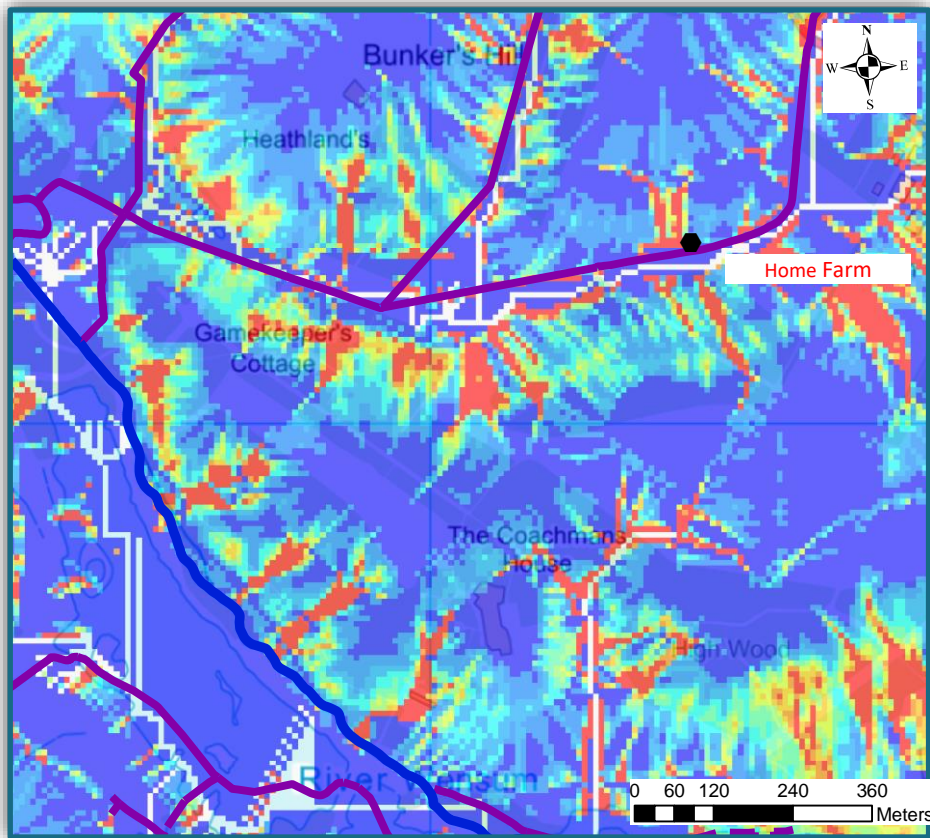 N
W E
S
Bunker's Hill
Heathland's
Home Farm
Gamekeeper's
Cottage
The Coachmans
House
High Wood
River Wensum
0 60 120 240 360
Meters